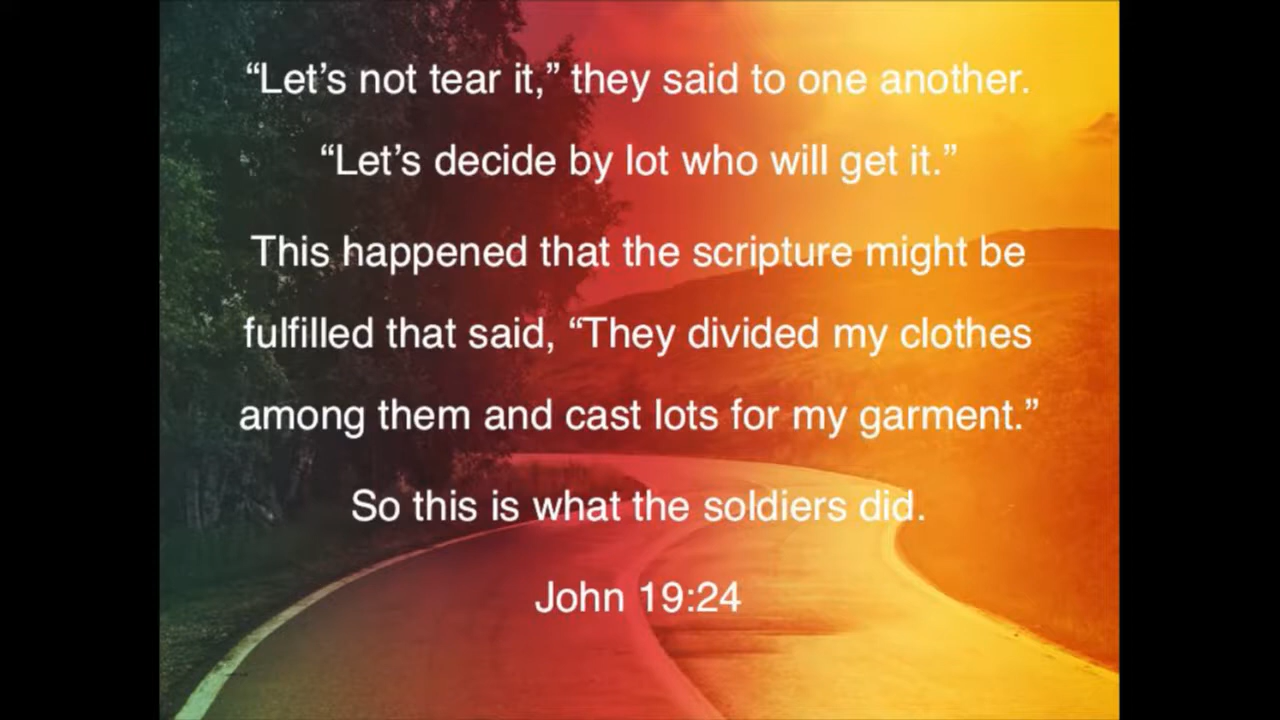 “Let’s not tear it,” they said to one another.
“Let’s decide by lot who will get it.”
This happened that the scripture might be
fulfilled that said, “They divided my clothes
among them and cast lots for my garment.”
So this is what the soldiers did.
John 19:24